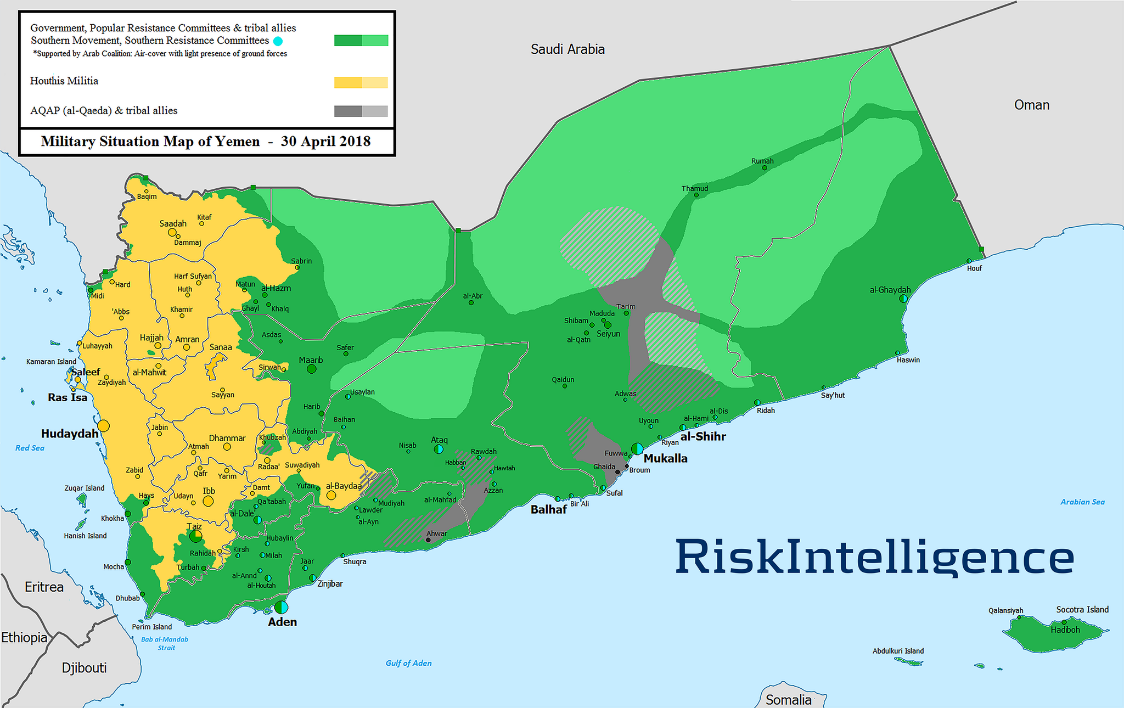 Government, Popular Resistance Committees & tribal allies
Southern Movement, Southern Resistance Committees
*Supported by Arab Coalition: Air-cover with light presence of ground forces
Houthis Militia
AQAP (al-Qaeda) & tribal allies
Military Situation Map of Yemen - 30 April 2018
Saudi Arabia
Oman
Rumah
Thamud
Baqim
Kitaf
Saadah
Dammaj
Sabrin
Houf
Harf Sufyan
Hard
Huth
Matun
al-Hazm
Midi
al-Ghaydah
al-Abr
'Abbs
Khamir
Ghayl
Khalq
Tarim
Maduda
Shibam
Seiyun
al-Qatn
Hajjah
Amran
Sanaa
Asdas
Luhayyah
Safer
Kamaran Island
Maarib
Haswin
Saleef
al-Mahwit
Sirwan
Zaydiyah
Qaidun
Say'hut
Ras Isa
Sayyan
Usaylan
Adwas
Harib
Ridah
al-Dis
al-Hami
Uyoun
Baihan
Hudaydah
Jabin
Abdiyah
al-Shihr
Dhammar
Khubzah
Ataq
Riyan
Red Sea
Atmah
Nisab
Rawdah
Fuwwa
Mukalla
Radaa'
Suwadiyah
Habban
Ghaida
Broum
Zabid
Qafr
Yarim
Hawtah
Yufan
al-Baydaa
Azzan
Sufal
Damt
Ibb
Zuqar Island
Hays
Udayn
Qa'tabah
Mudiyah
al-Mahfad
Bir Ali
Arabian Sea
Balhaf
Lawder
al-Dale
Khokha
al-Ayn
Taiz
Hanish Island
Ahwar
Hubaylin
Rahidah
Kirsh
Milah
RiskIntelligence
Mocha
Turbah
Jaar
Shuqra
al-Annd
al-Houtah
Zinjibar
Eritrea
Dhubab
Qalansiyah
Socotra Island
Aden
Perim Island
Hadiboh
Ethiopia
Bab al-Mandab
Strait
Abdulkuri Island
Gulf of Aden
Djibouti
Somalia